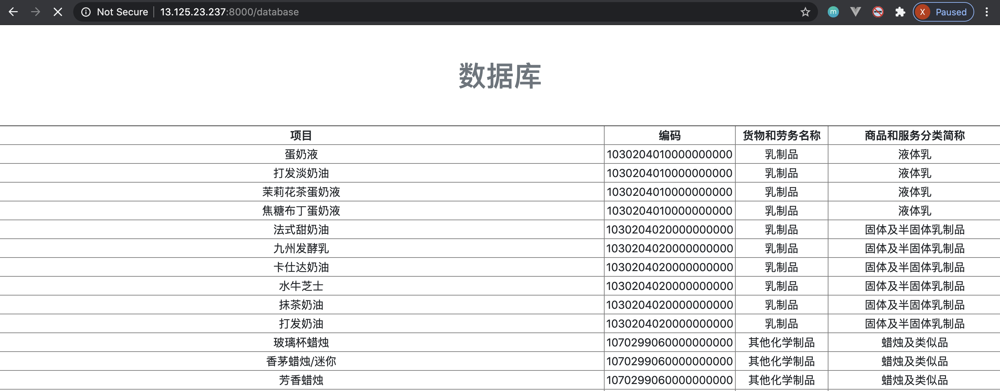 Not Secure 13.125.23.237:8000/database m www X Paused
数据库
项目 编码 货物和劳务名称 商品和服务分类简称
蛋奶液 1030204010000000000 乳制品 液体乳
打发淡奶油 1030204010000000000 乳制品 液体乳
茉莉花茶蛋奶液 1030204010000000000 乳制品 液体乳
焦糖布丁蛋奶液 1030204010000000000 乳制品 液体乳
法式甜奶油 1030204020000000000 乳制品 固体及半固体乳制品
九州发酵乳 1030204020000000000 乳制品 固体及半固体乳制品
卡仕达奶油 1030204020000000000 乳制品 固体及半固体乳制品
水牛芝士 1030204020000000000 乳制品 固体及半固体乳制品
抹茶奶油 1030204020000000000 乳制品 固体及半固体乳制品
打发奶油 1030204020000000000 乳制品 固体及半固体乳制品
玻璃杯蜡烛 1070299060000000000 其他化学制品 蜡烛及类似品
香茅蜡烛/迷你 1070299060000000000 其他化学制品 蜡烛及类似品
芳香蜡烛 1070299060000000000 其他化学制品 蜡烛及类似品